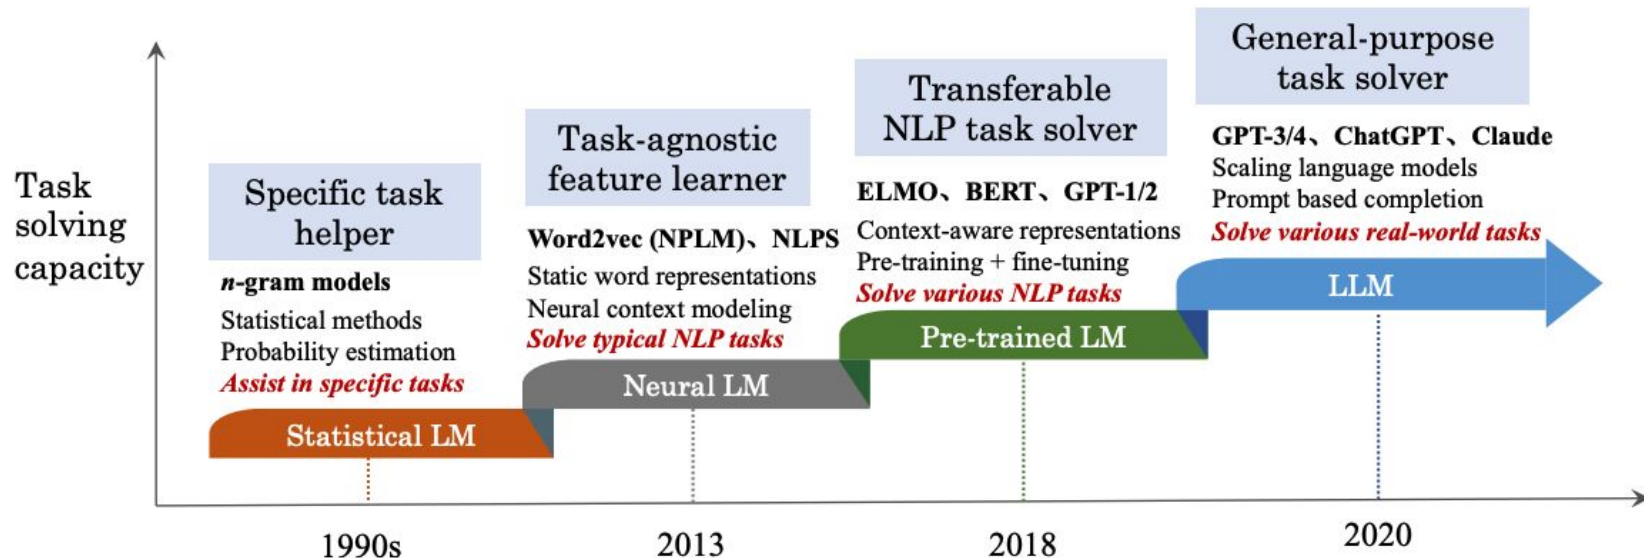 Task
solving
capacity
Specific task
helper
n-gram models
Statistical methods
Probability estimation
Assist in specific tasks
Statistical LM
1990s
Task-agnostic
feature learner
Word2vec (NPLM)、NLPS
Static word representations
Neural context modeling
Solve typical NLP tasks
Neural LM
2013
Transferable
NLP task solver
ELMO、BERT、GPT-1/2
Context-aware representations
Pre-training + fine-tuning
Solve various NLP tasks
Pre-trained LM
2018
General-purpose
task solver
GPT-3/4、ChatGPT、Claude
Scaling language models
Prompt based completion
Solve various real-world tasks
LLM
2020